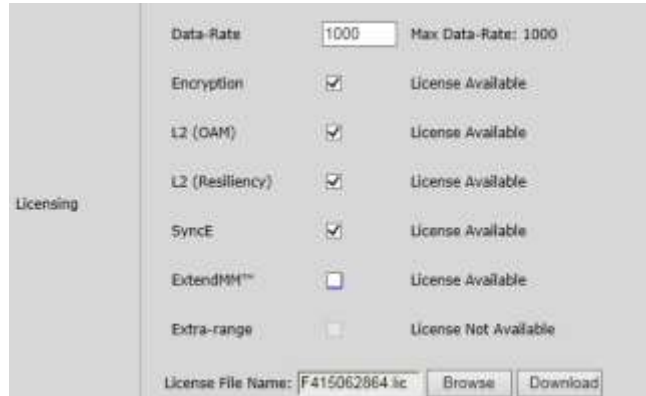 Data-Rate 1000 Max Data-Rate: 1000
Encryption License Available
L2 (OAM) License Available
L2 (Resiliency) License Available
Licensing
SyncE License Available
ExtendMM™ License Available
Extra-range License Not Available
License File Name: F415062864.lic Browse Download